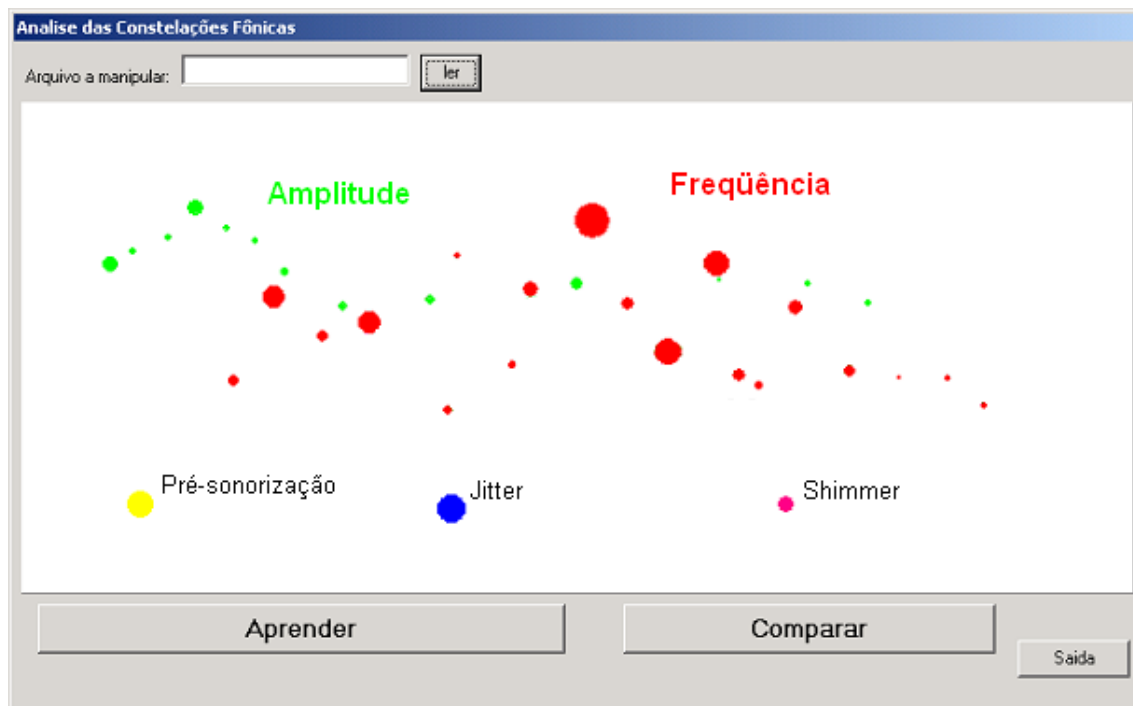 Analise das Constelações Fônicas
Arquivo a manipular: ler
Amplitude Freqüência
Pré-sonorização Jitter Shimmer
Aprender Comparar
Saida